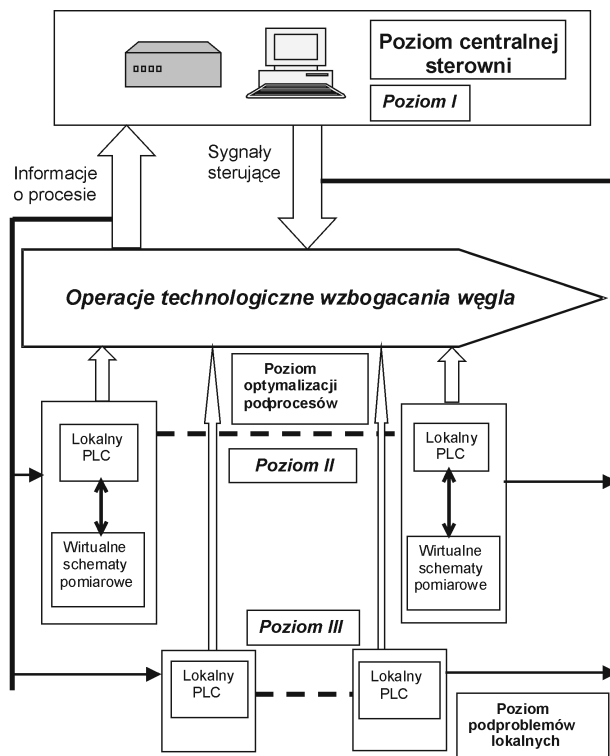 Poziom centralnej
sterowni
Poziom I
Informacje
o procesie
Sygnały
sterujące
Operacje technologiczne wzbogacania węgla
Poziom
optymalizacji
podprocesów
Lokalny
PLC
Poziom II
Lokalny
PLC
Wirtualne
schematy
pomiarowe
Wirtualne
schematy
pomiarowe
Poziom III
Lokalny
PLC
Lokalny
PLC
Poziom
podproblemów
lokalnych